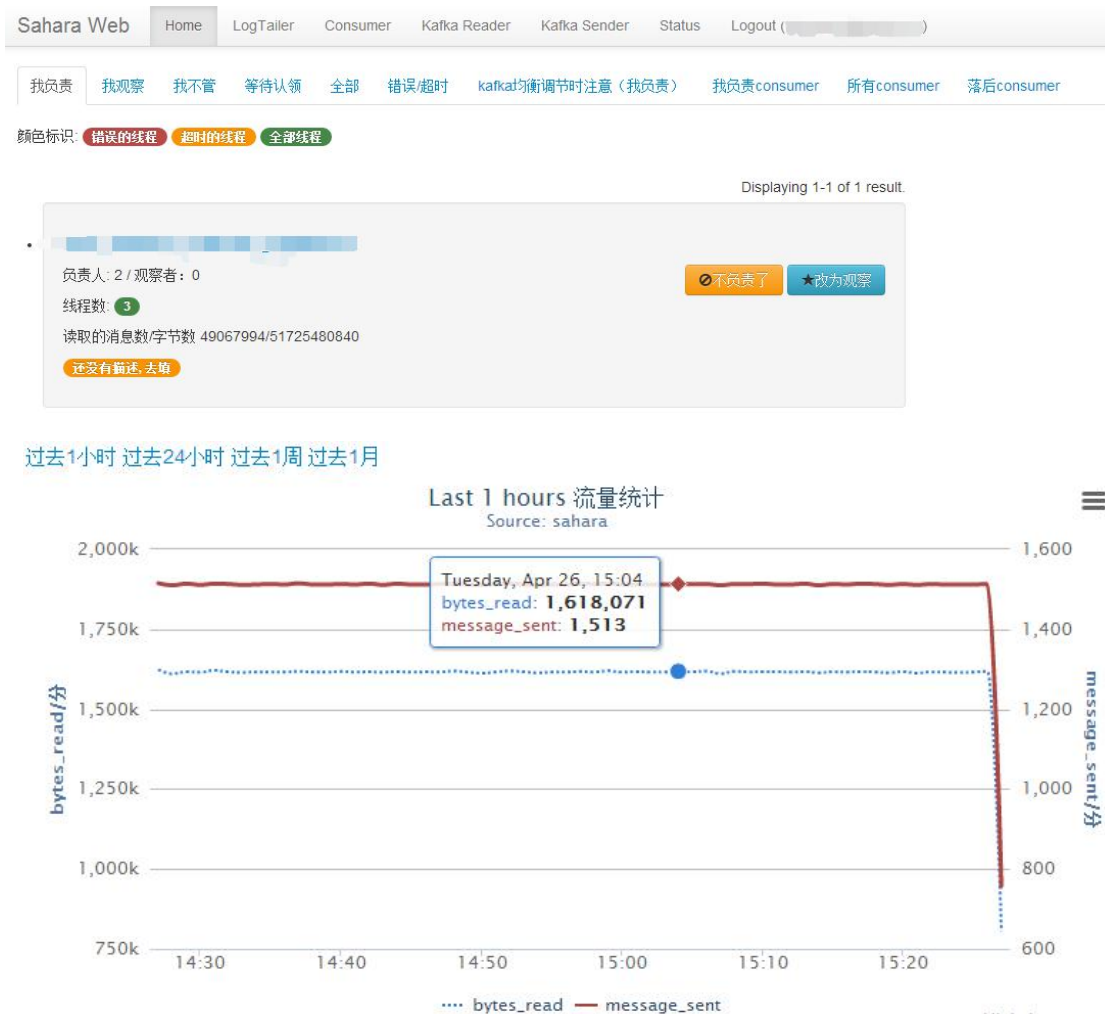 Sahara Web Home LogTailer Consumer Kafka Reader Kafka Sender Status Logout ( )
我负责 我观察 我不管 等待认领 全部 错误/超时 kafka均衡调节时注意（我负责） 我负责consumer 所有consumer 落后consumer
颜色标识: 错误的线程 超时的线程 全部线程
Displaying 1-1 of 1 result.
负责人: 2 / 观察者：0
不负责了 改为观察
线程数: 3
读取的消息数/字节数 49067994/51725480840
还没有描述,去填
过去1小时 过去24小时 过去1周 过去1月
Last 1 hours 流量统计
Source: sahara
2,000k 1,600
Tuesday, Apr 26, 15:04
bytes_read: 1,618,071
message_sent: 1,513
1,750k 1,400
1,500k 1,200
1,250k 1,000
1,000k 800
750k 600
bytes_read/分
message_sent/分
14:30 14:40 14:50 15:00 15:10 15:20
bytes_read message_sent